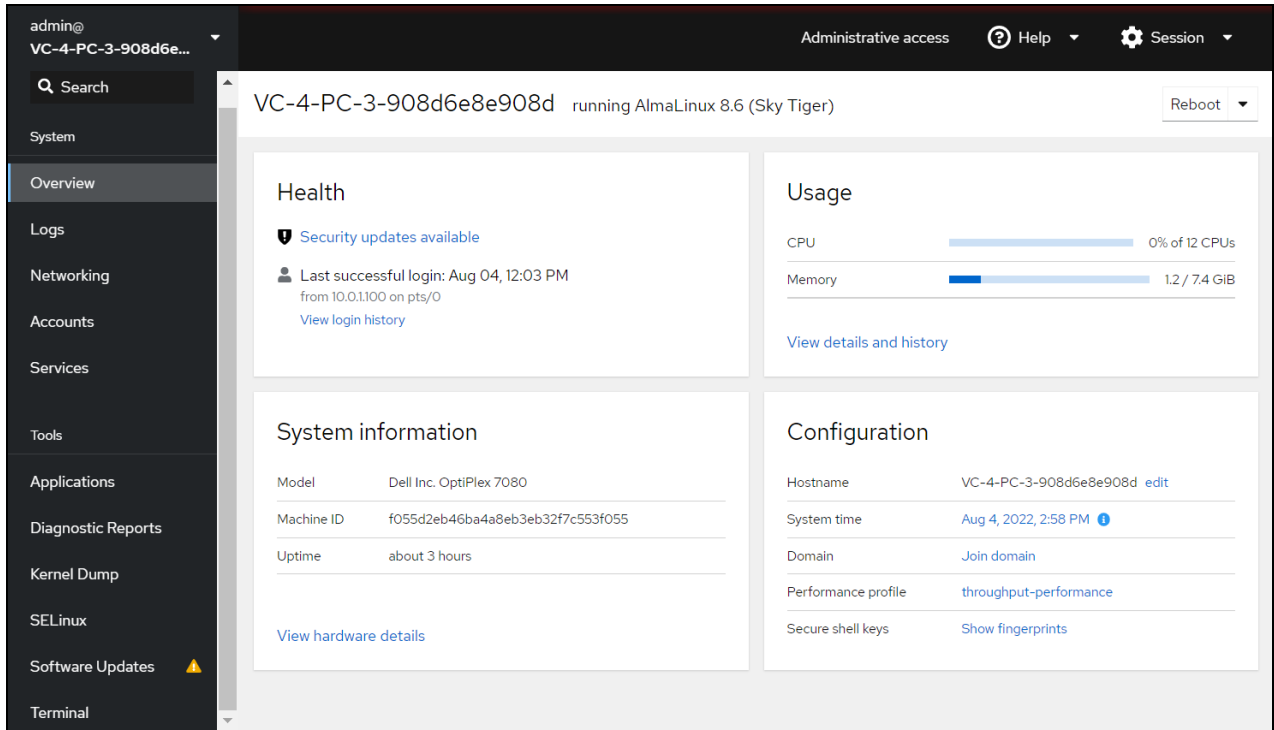 admin@
VC-4-PC-3-908d6e...
Administrative access
Help
Session
Search
System
Overview
Logs
Networking
Accounts
Services
Tools
Applications
Diagnostic Reports
Kernel Dump
SELinux
Software Updates
Terminal
VC-4-PC-3-908d6e8e908d running AlmaLinux 8.6 (Sky Tiger)
Reboot
Health
Security updates available
Last successful login: Aug 04, 12:03 PM
from 10.0.1.100 on pts/0
View login history
Usage
CPU 0% of 12 CPUs
Memory 1.2 / 7.4 GiB
View details and history
System information
Model Dell Inc. OptiPlex 7080
Machine ID f055d2eb46ba4a8eb3eb32f7c553f055
Uptime about 3 hours
View hardware details
Configuration
Hostname VC-4-PC-3-908d6e8e908d edit
System time Aug 4, 2022, 2:58 PM
Domain Join domain
Performance profile throughput-performance
Secure shell keys Show fingerprints